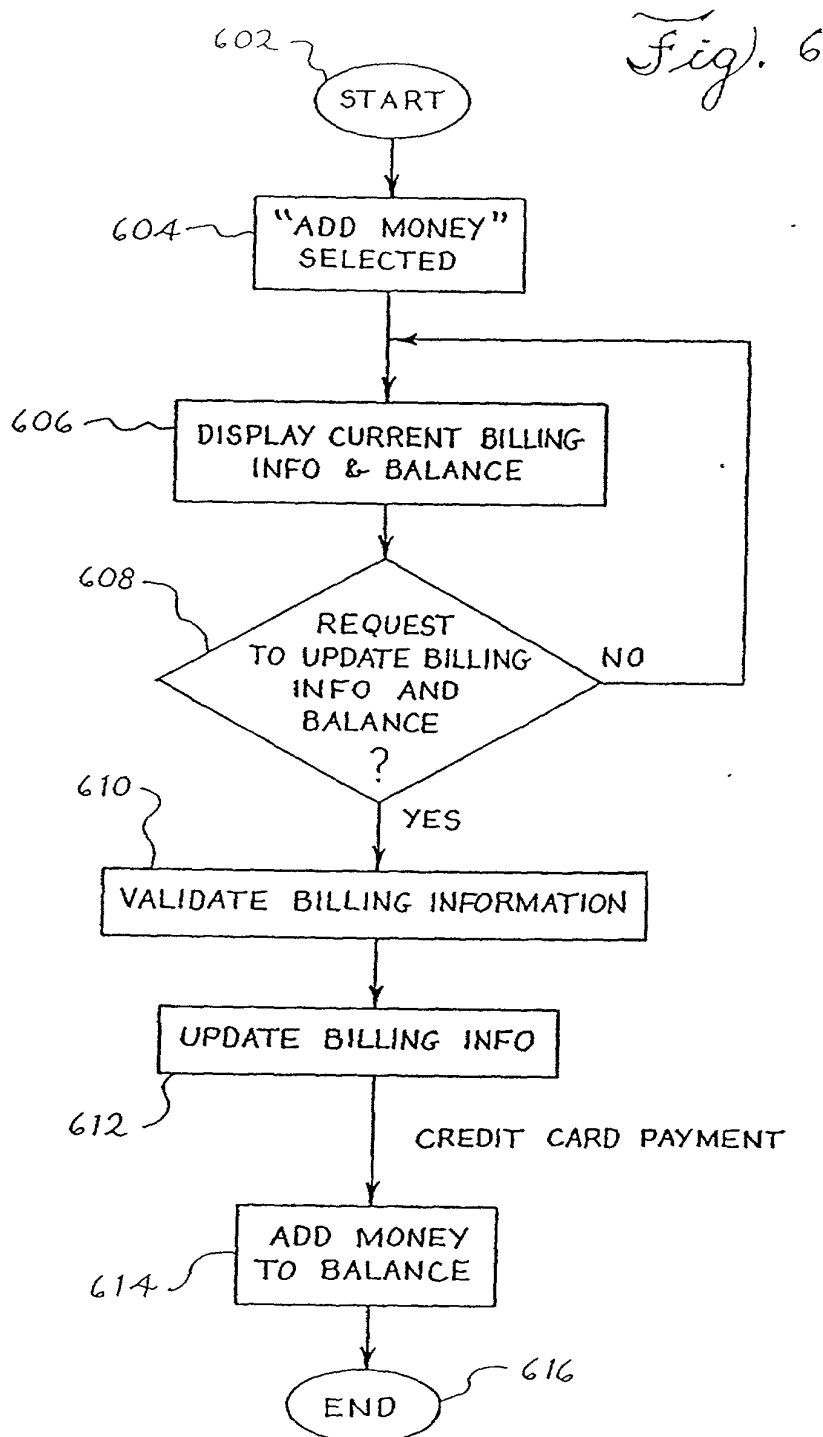 Fig. 6
602
START
604
"ADD MONEY"
SELECTED
606
DISPLAY CURRENT BILLING
INFO & BALANCE
608
REQUEST
TO UPDATE BILLING
INFO AND
BALANCE
?
NO
YES
610
VALIDATE BILLING INFORMATION
UPDATE BILLING INFO
612
CREDIT CARD PAYMENT
ADD MONEY
TO BALANCE
614
616
END